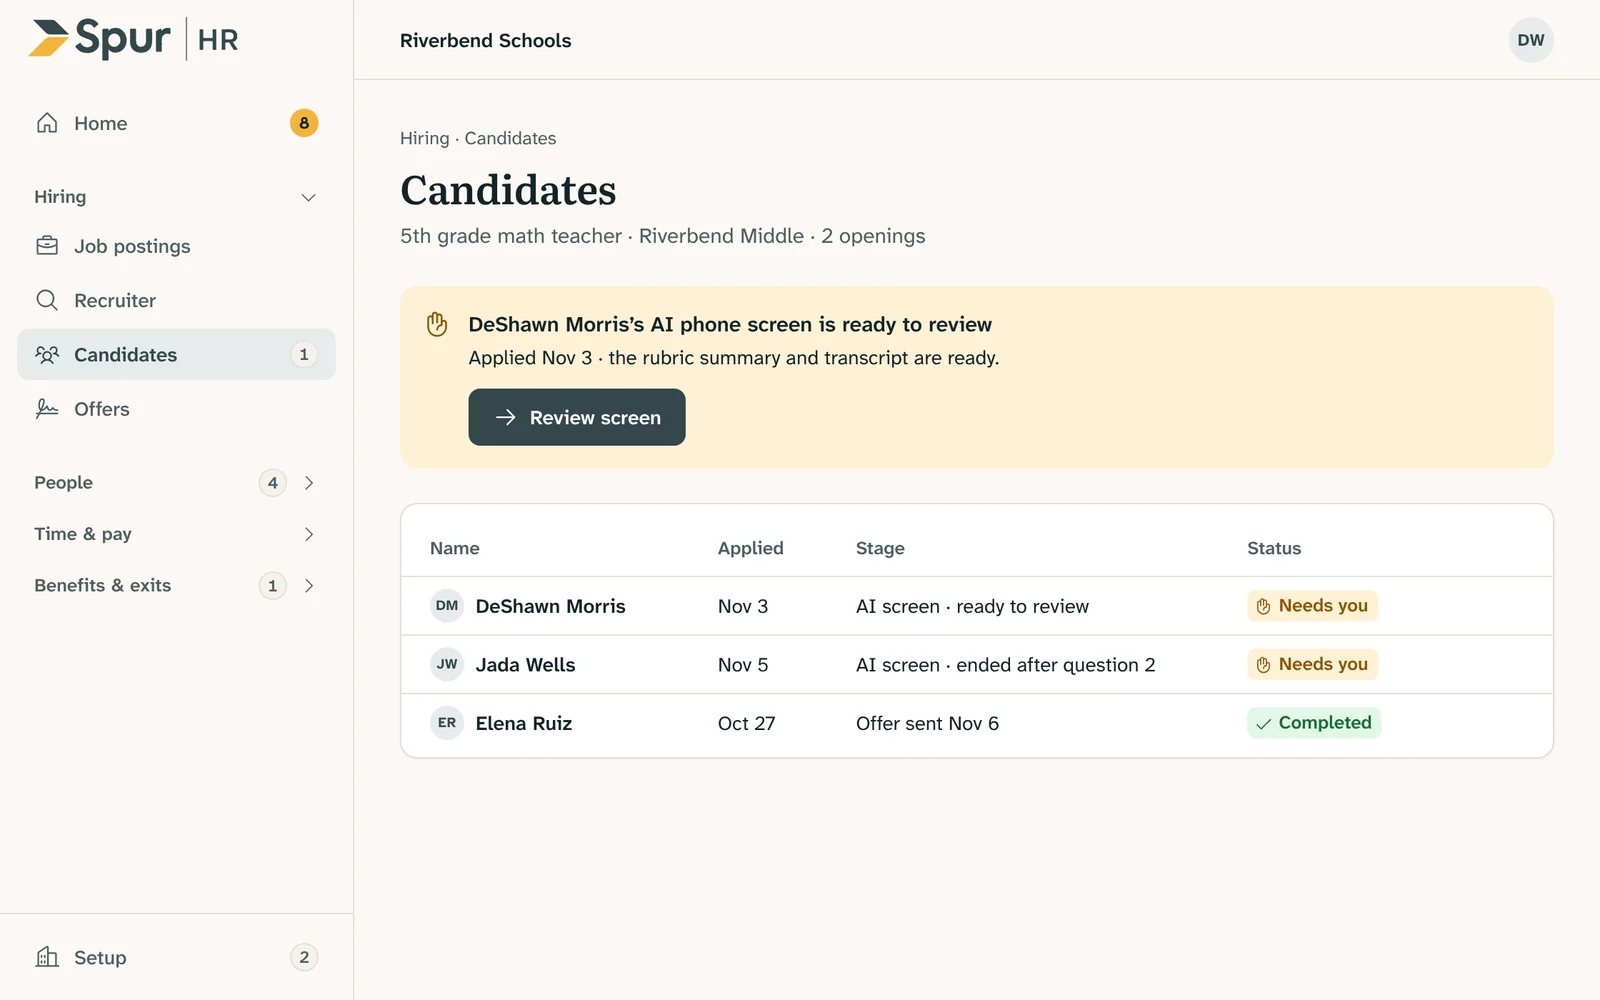 Spur HR
Home 8
Hiring
Job postings
Recruiter
Candidates 1
Offers
People 4
Time & pay
Benefits & exits 1
Setup 2
Riverbend Schools
DW
Hiring · Candidates
Candidates
5th grade math teacher · Riverbend Middle · 2 openings
DeShawn Morris’s AI phone screen is ready to review
Applied Nov 3 · the rubric summary and transcript are ready.
Review screen
Name Applied Stage Status
DM DeShawn Morris Nov 3 AI screen · ready to review Needs you
JW Jada Wells Nov 5 AI screen · ended after question 2 Needs you
ER Elena Ruiz Oct 27 Offer sent Nov 6 Completed